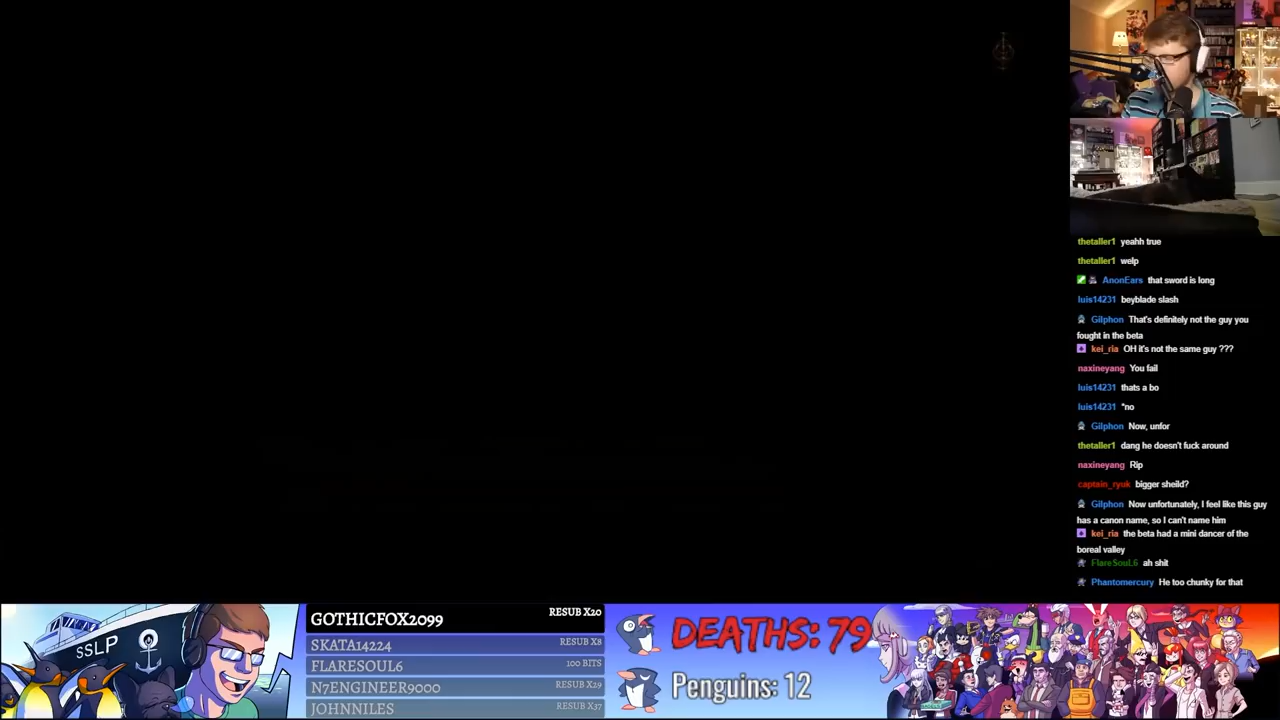 thetaller1 yeahh true
thetaller1 welp
AnonEars that sword is long
luis14231 beyblade slash
Gilphon That's definitely not the guy you
fought in the beta
kei_ria OH it's not the same guy ???
naxineyang You fail
luis14231 thats a bo
luis14231 *no
Gilphon Now, unfor
thetaller1 dang he doesn't fuck around
naxineyang Rip
captain_ryuk bigger sheild?
Gilphon Now unfortunately, I feel like this guy
has a canon name, so I can't name him
kei_ria the beta had a mini dancer of the
boreal valley
FlareSouL6 ah shit
Phantomercury He too chunky for that
SSLP
GOTHICFOX2099 RESUB X20
SKATA14224 RESUB X8
FLARESOUL6 100 BITS
N7ENGINEER9000 RESUB X29
JOHNNILES RESUB X37
DEATHS: 79
Penguins: 12